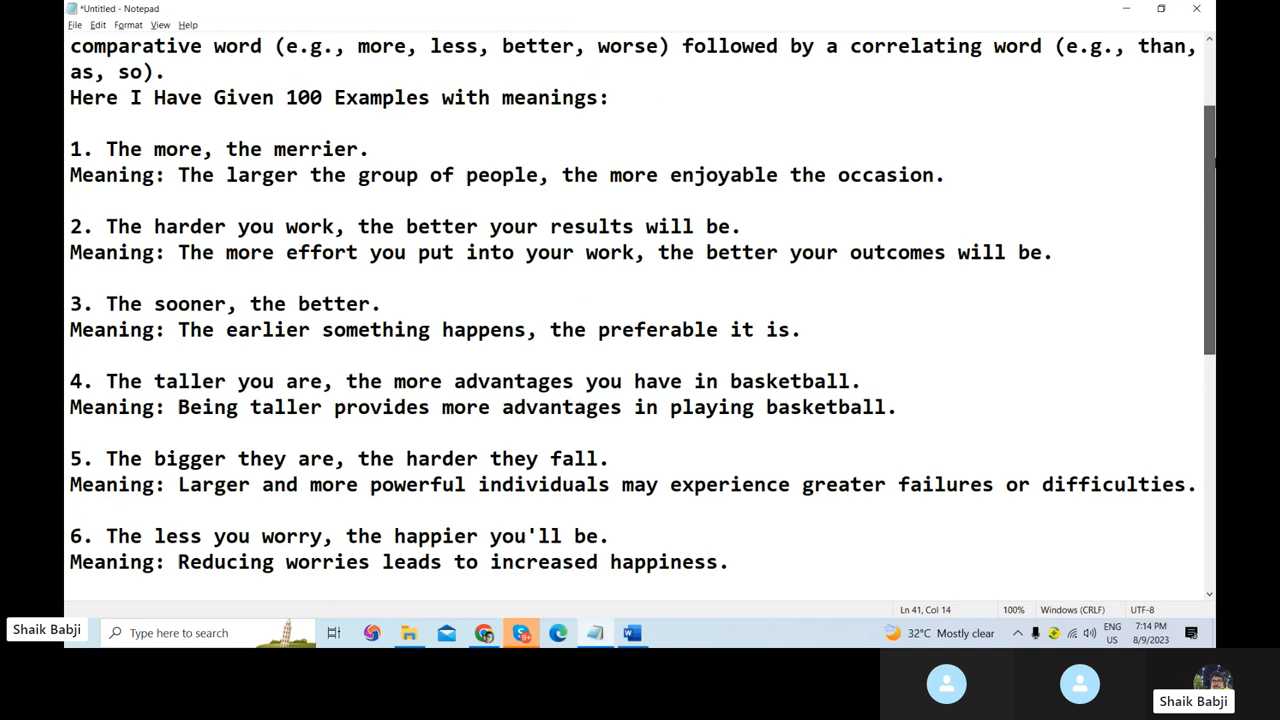 *Untitled - Notepad
File Edit Format View Help
comparative word (e.g., more, less, better, worse) followed by a correlating word (e.g., than,
as, so).
Here I Have Given 100 Examples with meanings:
1. The more, the merrier.
Meaning: The larger the group of people, the more enjoyable the occasion.
2. The harder you work, the better your results will be.
Meaning: The more effort you put into your work, the better your outcomes will be.
3. The sooner, the better.
Meaning: The earlier something happens, the preferable it is.
4. The taller you are, the more advantages you have in basketball.
Meaning: Being taller provides more advantages in playing basketball.
5. The bigger they are, the harder they fall.
Meaning: Larger and more powerful individuals may experience greater failures or difficulties.
6. The less you worry, the happier you'll be.
Meaning: Reducing worries leads to increased happiness.
Ln 41, Col 14 100% Windows (CRLF) UTF-8
Shaik Babji
Type here to search
32°C Mostly clear
ENG
US
7:14 PM
8/9/2023
Shaik Babji